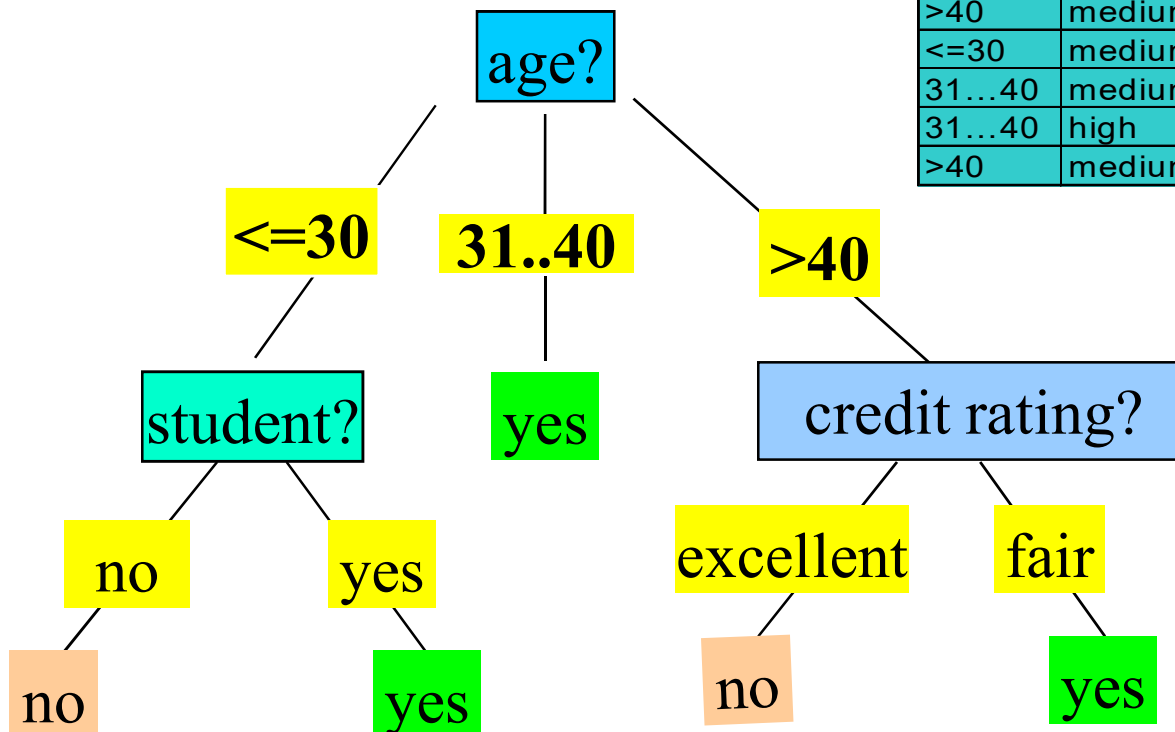 age?
>40
<=30
31...40
31...40 high
>40
<=30 31..40 >40
student? yes credit rating?
no yes excellent fair
no yes no yes